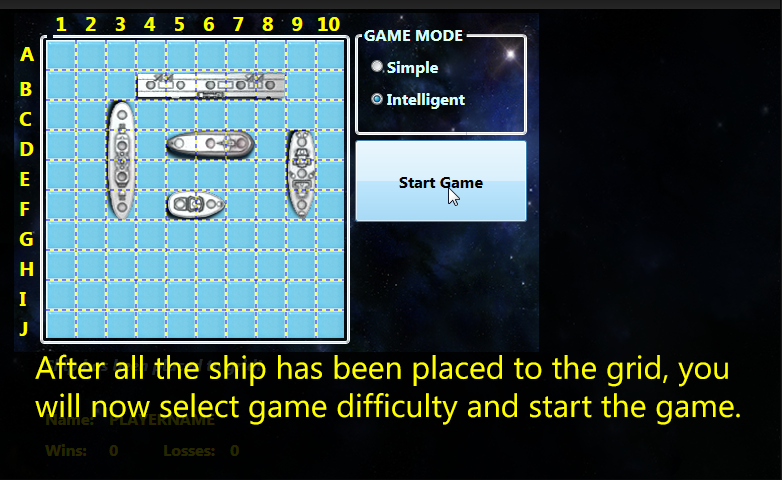 1 2 3 4 5 6 7 8 9 10
GAME MODE
A
Simple
B
Intelligent
C
D
Start Game
E
F
G
H
I
J
After all the ship has been placed to the grid, you
will now select game difficulty and start the game.
Name: PLAYERNAME
Wins: 0 Losses: 0